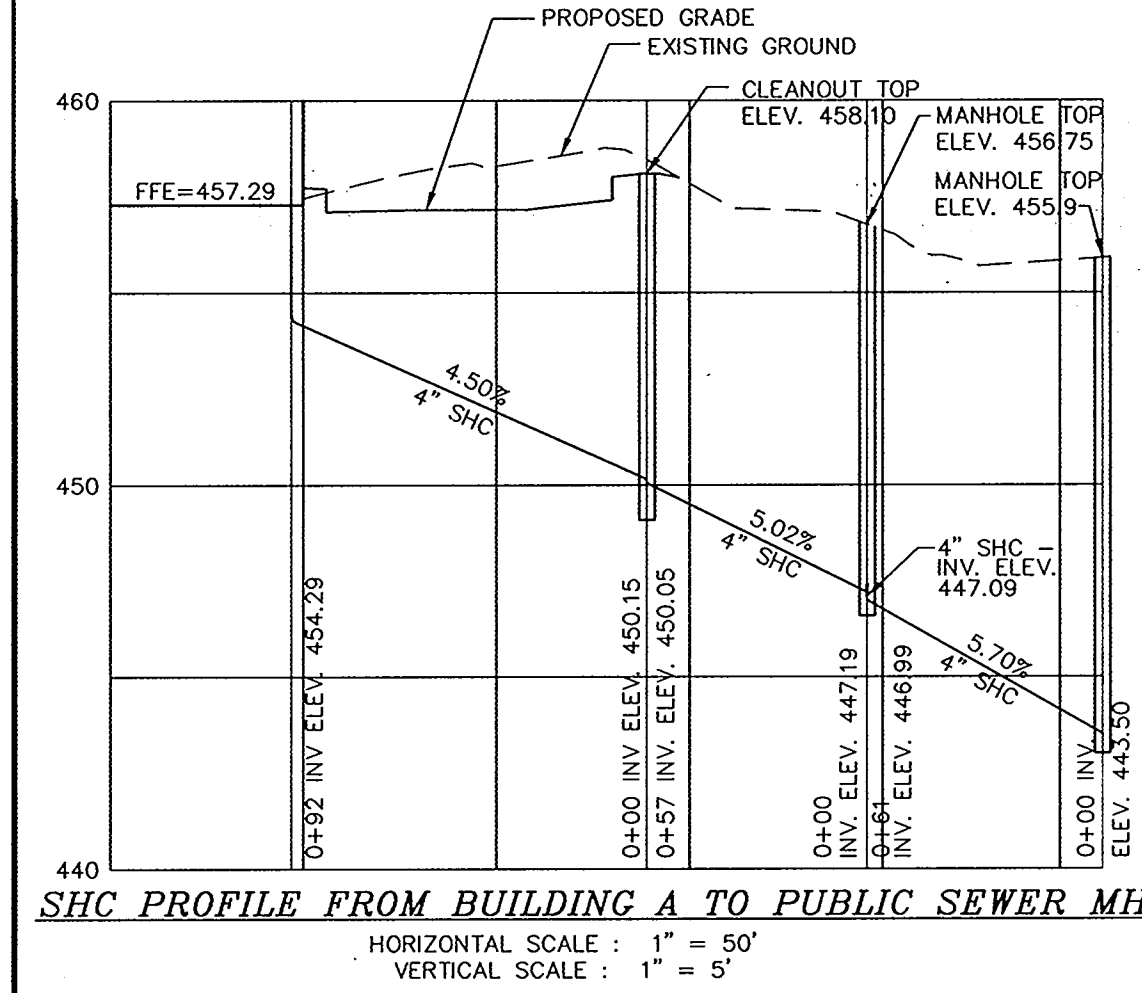 PROPOSED GRADE
EXISTING GROUND
460
CLEANOUT TOP
ELEV. 458.10
MANHOLE TOP
ELEV. 456.75
MANHOLE TOP
ELEV. 455.9
FFE=457.29
4.50%
4" SHC
450
5.02%
4" SHC
4" SHC -
INV. ELEV.
447.09
5.70%
4" SHC
0+92 INV ELEV. 454.29
0+00 INV ELEV. 450.15
0+57 INV. ELEV. 450.05
0+00
INV. ELEV. 447.19
0+61
INV. ELEV. 446.99
0+00 INV.
ELEV. 443.50
440
SHC PROFILE FROM BUILDING A TO PUBLIC SEWER MH
HORIZONTAL SCALE : 1" = 50'
VERTICAL SCALE : 1" = 5'